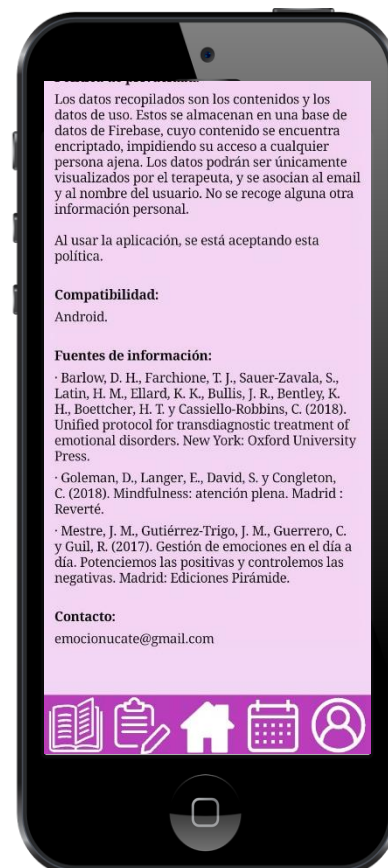 Los datos recopilados son los contenidos y los
datos de uso. Estos se almacenan en una base de
datos de Firebase, cuyo contenido se encuentra
encriptado, impidiendo su acceso a cualquier
persona ajena. Los datos podrán ser únicamente
visualizados por el terapeuta, y se asocian al email
y al nombre del usuario. No se recoge alguna otra
información personal.
Al usar la aplicación, se está aceptando esta
política.
Compatibilidad:
Android.
Fuentes de información:
· Barlow, D. H., Farchione, T. J., Sauer-Zavala, S.,
Latin, H. M., Ellard, K. K., Bullis, J. R., Bentley, K.
H., Boettcher, H. T. y Cassiello-Robbins, C. (2018).
Unified protocol for transdiagnostic treatment of
emotional disorders. New York: Oxford University
Press.
· Goleman, D., Langer, E., David, S. y Congleton,
C. (2018). Mindfulness: atención plena. Madrid :
Reverté.
· Mestre, J. M., Gutiérrez-Trigo, J. M., Guerrero, C.
y Guil, R. (2017). Gestión de emociones en el día a
día. Potenciemos las positivas y controlemos las
negativas. Madrid: Ediciones Pirámide.
Contacto:
emocionucate@gmail.com